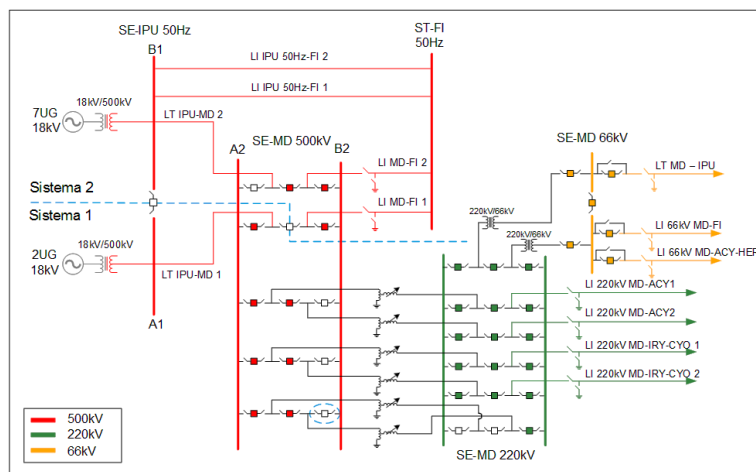 SE-IPU 50Hz
B1
ST-FI
50Hz
LI IPU 50Hz-FI 2
LI IPU 50Hz-FI 1
18kV/500kV
7UG
18kV
LT IPU-MD 2
SE-MD 500kV
A2
B2
SE-MD 66kV
LI MD-FI 2
LT MD – IPU
Sistema 2
Sistema 1
LI MD-FI 1
220kV/66kV
220kV/66kV
LI 66kV MD-FI
18kV/500kV
2UG
18kV
LT IPU-MD 1
LI 66kV MD-ACY-HER
LI 220kV MD-ACY1
A1
LI 220kV MD-ACY2
LI 220kV MD-IRY-CYO 1
LI 220kV MD-IRY-CYO 2
500kV
220kV
66kV
SE-MD 220kV